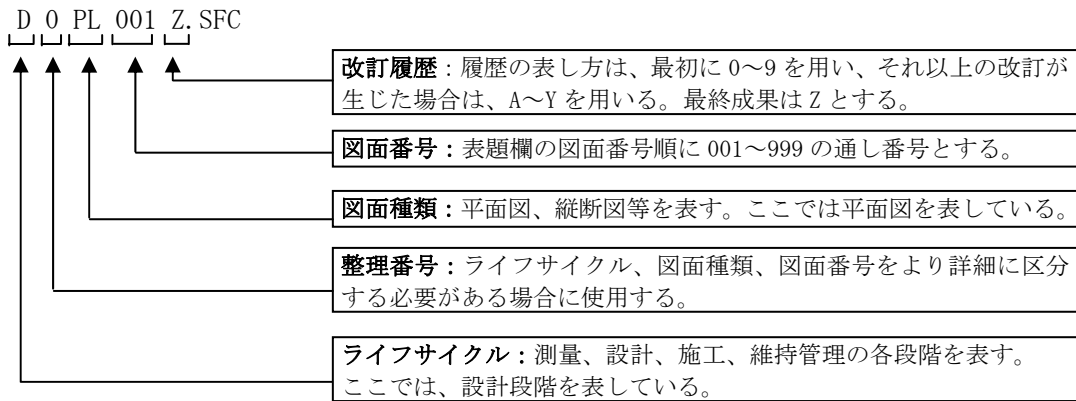 D 0 PL 001 Z.SFC
改訂履歴：履歴の表し方は、最初に 0～9 を用い、それ以上の改訂が
生じた場合は、A～Y を用いる。最終成果は Z とする。
図面番号：表題欄の図面番号順に 001～999 の通し番号とする。
図面種類：平面図、縦断図等を表す。ここでは平面図を表している。
整理番号：ライフサイクル、図面種類、図面番号をより詳細に区分
する必要がある場合に使用する。
ライフサイクル：測量、設計、施工、維持管理の各段階を表す。
ここでは、設計段階を表している。